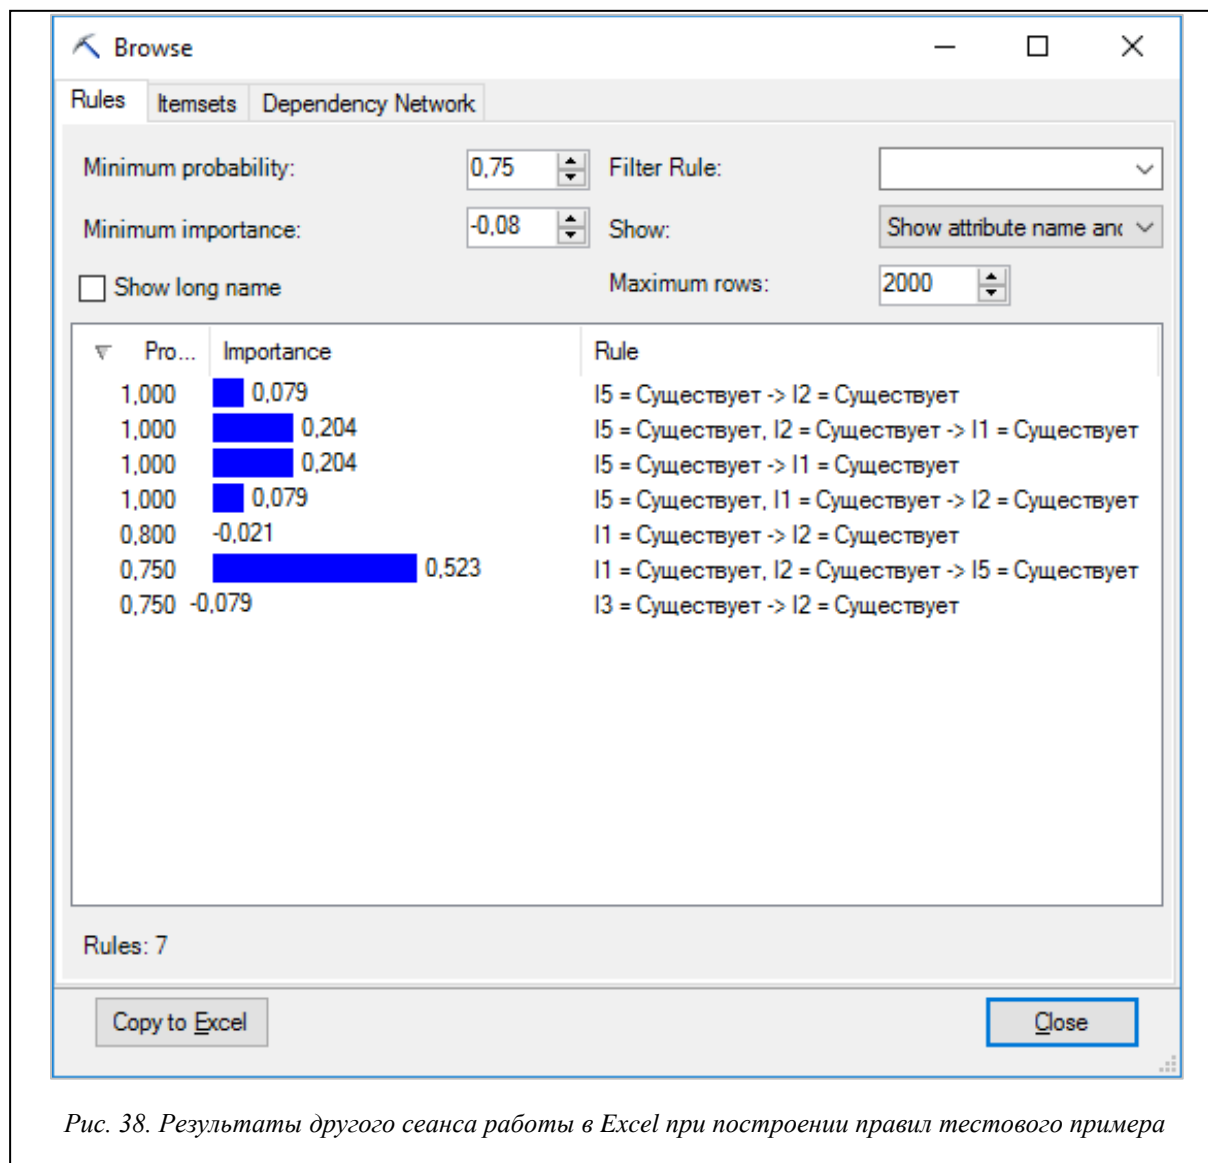 Browse
Rules Itemsets Dependency Network
Minimum probability: 0,75 Filter Rule:
Minimum importance: -0,08 Show: Show attribute name anc
Show long name Maximum rows: 2000
Pro... Importance Rule
1,000 0,079 I5 = Существует -> I2 = Существует
1,000 0,204 I5 = Существует, I2 = Существует -> I1 = Существует
1,000 0,204 I5 = Существует -> I1 = Существует
1,000 0,079 I5 = Существует, I1 = Существует -> I2 = Существует
0,800 -0,021 I1 = Существует -> I2 = Существует
0,750 0,523 I1 = Существует, I2 = Существует -> I5 = Существует
0,750 -0,079 I3 = Существует -> I2 = Существует
Rules: 7
Copy to Excel Close
Рис. 38. Результаты другого сеанса работы в Excel при построении правил тестового примера